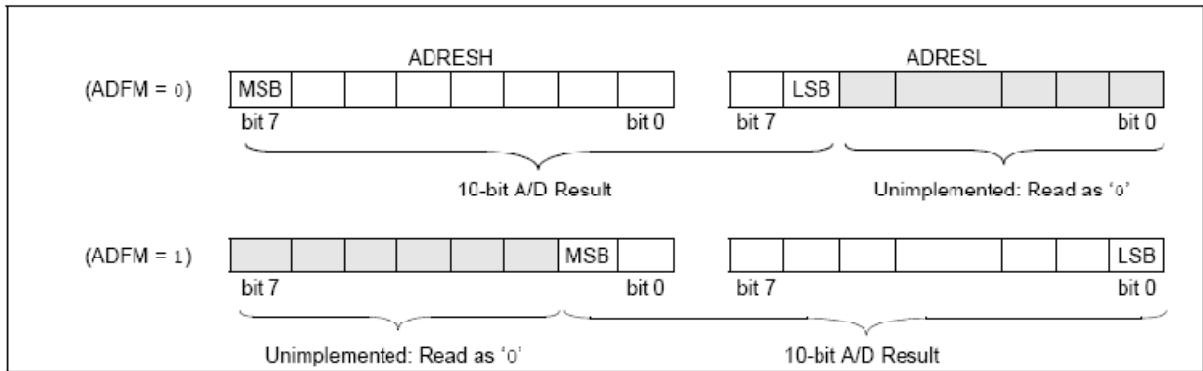 ADRESH ADRESL
(ADFM = 0) MSB LSB
bit 7 bit 0 bit 7 bit 0
10-bit A/D Result Unimplemented: Read as ‘0’
(ADFM = 1) MSB LSB
bit 7 bit 0 bit 7 bit 0
Unimplemented: Read as ‘0’ 10-bit A/D Result